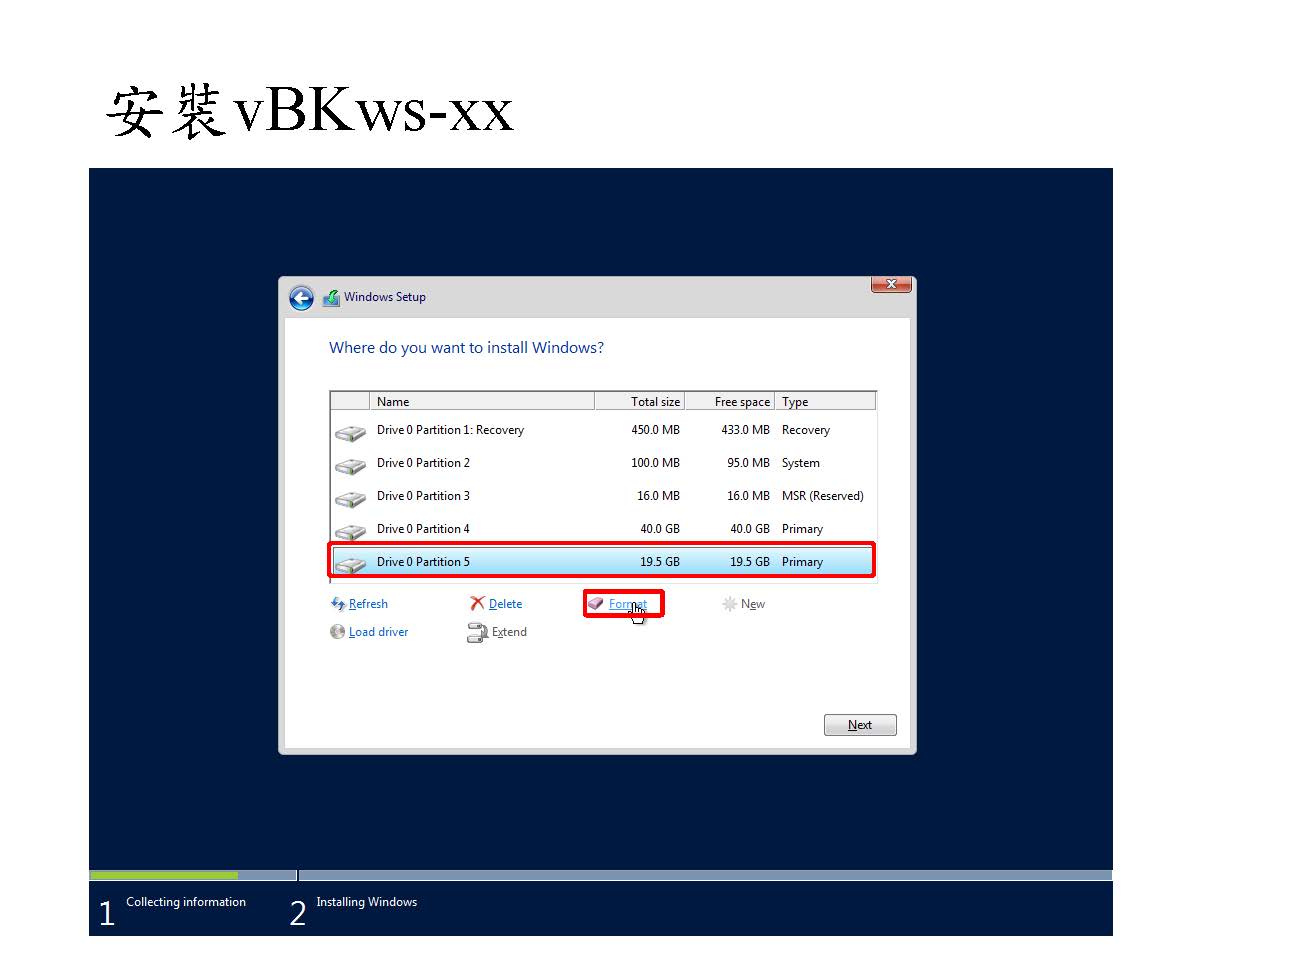 安裝vBKws-xx
Windows Setup
Where do you want to install Windows?
Name Total size Free space Type
Drive 0 Partition 1: Recovery 450.0 MB 433.0 MB Recovery
Drive 0 Partition 2 100.0 MB 95.0 MB System
Drive 0 Partition 3 16.0 MB 16.0 MB MSR (Reserved)
Drive 0 Partition 4 40.0 GB 40.0 GB Primary
Drive 0 Partition 5 19.5 GB 19.5 GB Primary
Refresh Delete Format New
Load driver Extend
Next
1 Collecting information 2 Installing Windows